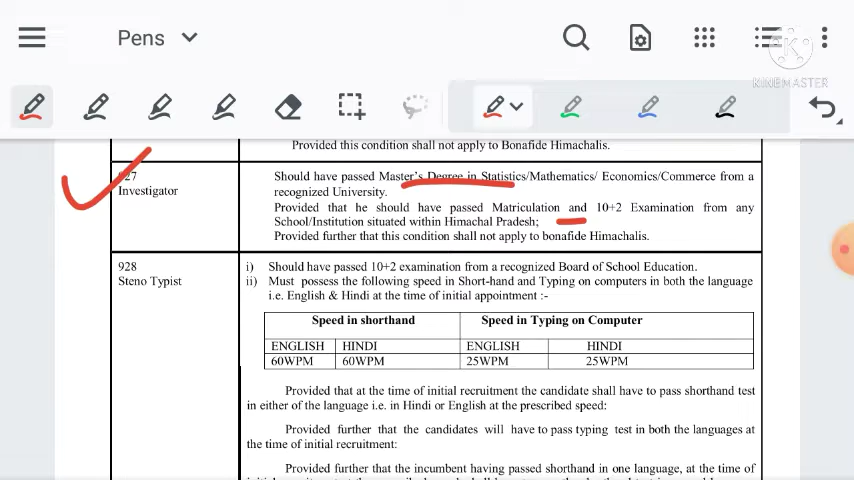 Pens
KINEMASTER
Provided this condition shall not apply to Bonafide Himachalis.
927
Investigator
Should have passed Master's Degree in Statistics/Mathematics/ Economics/Commerce from a
recognized University.
Provided that he should have passed Matriculation and 10+2 Examination from any
School/Institution situated within Himachal Pradesh;
Provided further that this condition shall not apply to bonafide Himachalis.
928
Steno Typist
i) Should have passed 10+2 examination from a recognized Board of School Education.
ii) Must possess the following speed in Short-hand and Typing on computers in both the language
i.e. English & Hindi at the time of initial appointment :-
Speed in shorthand Speed in Typing on Computer
ENGLISH HINDI ENGLISH HINDI
60WPM 60WPM 25WPM 25WPM
Provided that at the time of initial recruitment the candidate shall have to pass shorthand test
in either of the language i.e. in Hindi or English at the prescribed speed:
Provided further that the candidates will have to pass typing test in both the languages at
the time of initial recruitment:
Provided further that the incumbent having passed shorthand in one language, at the time of